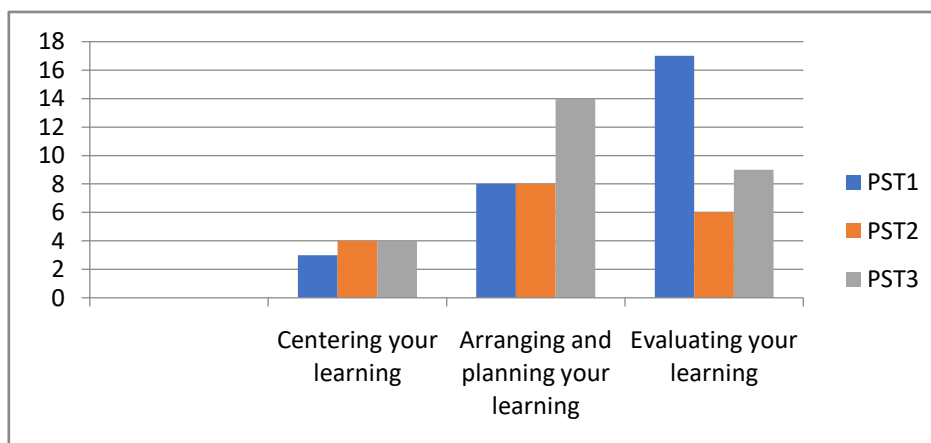 18
16
14
12
10
8
6
4
2
0
Centering your
learning
Arranging and
planning your
learning
Evaluating your
learning
PST1
PST2
PST3